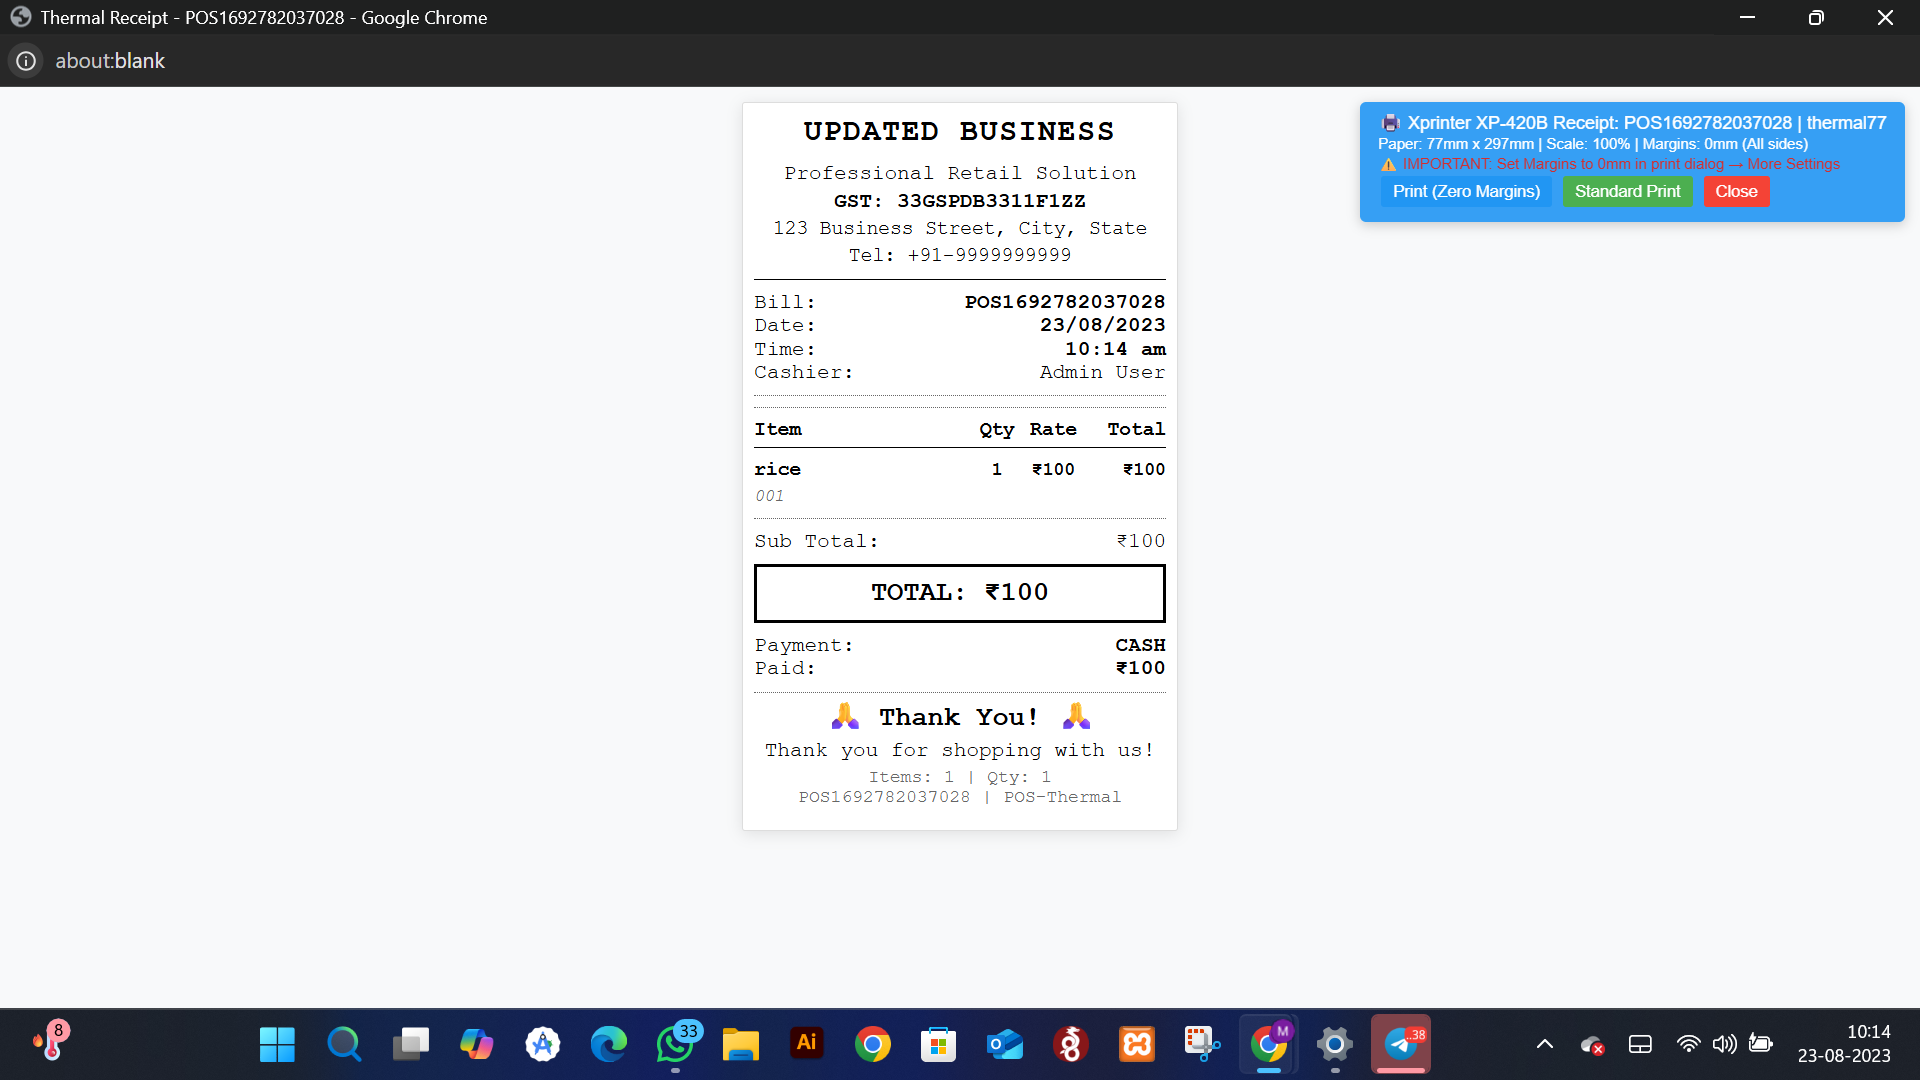 Thermal Receipt - POS1692782037028 - Google Chrome
about:blank
UPDATED BUSINESS
Professional Retail Solution
GST: 33GSPDB3311F1ZZ
123 Business Street, City, State
Tel: +91-9999999999
Bill: POS1692782037028
Date: 23/08/2023
Time: 10:14 am
Cashier: Admin User
Item Qty Rate Total
rice 1 ₹100 ₹100
001
Sub Total: ₹100
TOTAL: ₹100
Payment: CASH
Paid: ₹100
🙏 Thank You! 🙏
Thank you for shopping with us!
Items: 1 | Qty: 1
POS1692782037028 | POS-Thermal
🖨️ Xprinter XP-420B Receipt: POS1692782037028 | thermal77
Paper: 77mm x 297mm | Scale: 100% | Margins: 0mm (All sides)
⚠️ IMPORTANT: Set Margins to 0mm in print dialog → More Settings
Print (Zero Margins) Standard Print Close
8
33
Ai
M
..38
10:14
23-08-2023